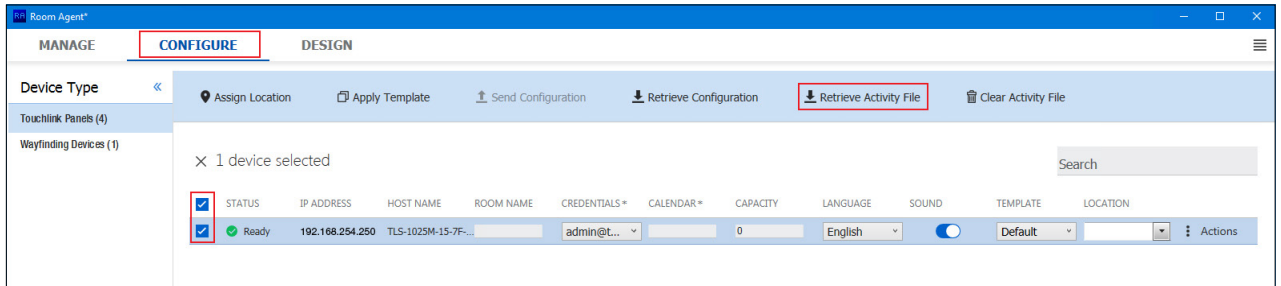 RA Room Agent*
MANAGE CONFIGURE DESIGN
Device Type «
Assign Location Apply Template Send Configuration Retrieve Configuration Retrieve Activity File Clear Activity File
Touchlink Panels (4)
Wayfinding Devices (1)
× 1 device selected
Search
STATUS IP ADDRESS HOST NAME ROOM NAME CREDENTIALS* CALENDAR* CAPACITY LANGUAGE SOUND TEMPLATE LOCATION
Ready 192.168.254.250 TLS-1025M-15-7F-... admin@t... 0 English Default Actions